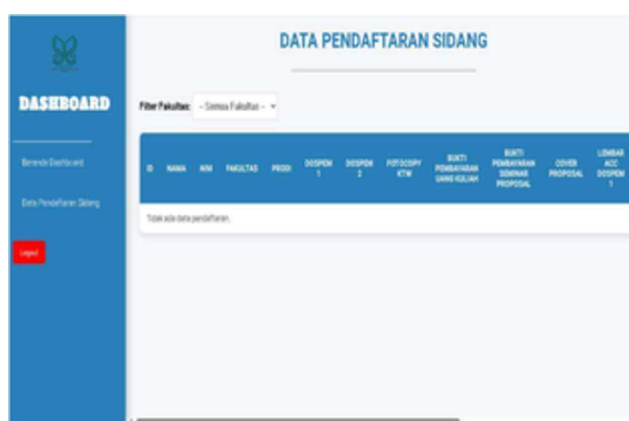 DATA PENDAFTARAN SIDANG
DASHBOARD
Filter Fakultas: -- Semua Fakultas --
Beranda Dashboard
ID NAMA NIM FAKULTAS PRODI DOSPEM 1 DOSPEM 2 FOTOCOPY KTM BUKTI PEMBAYARAN UANG KULIAH BUKTI PEMBAYARAN SEMINAR PROPOSAL COVER PROPOSAL LEMBAR ACC DOSPEM 1
Data Pendaftaran Sidang
Tidak ada data pendaftaran.
Logout